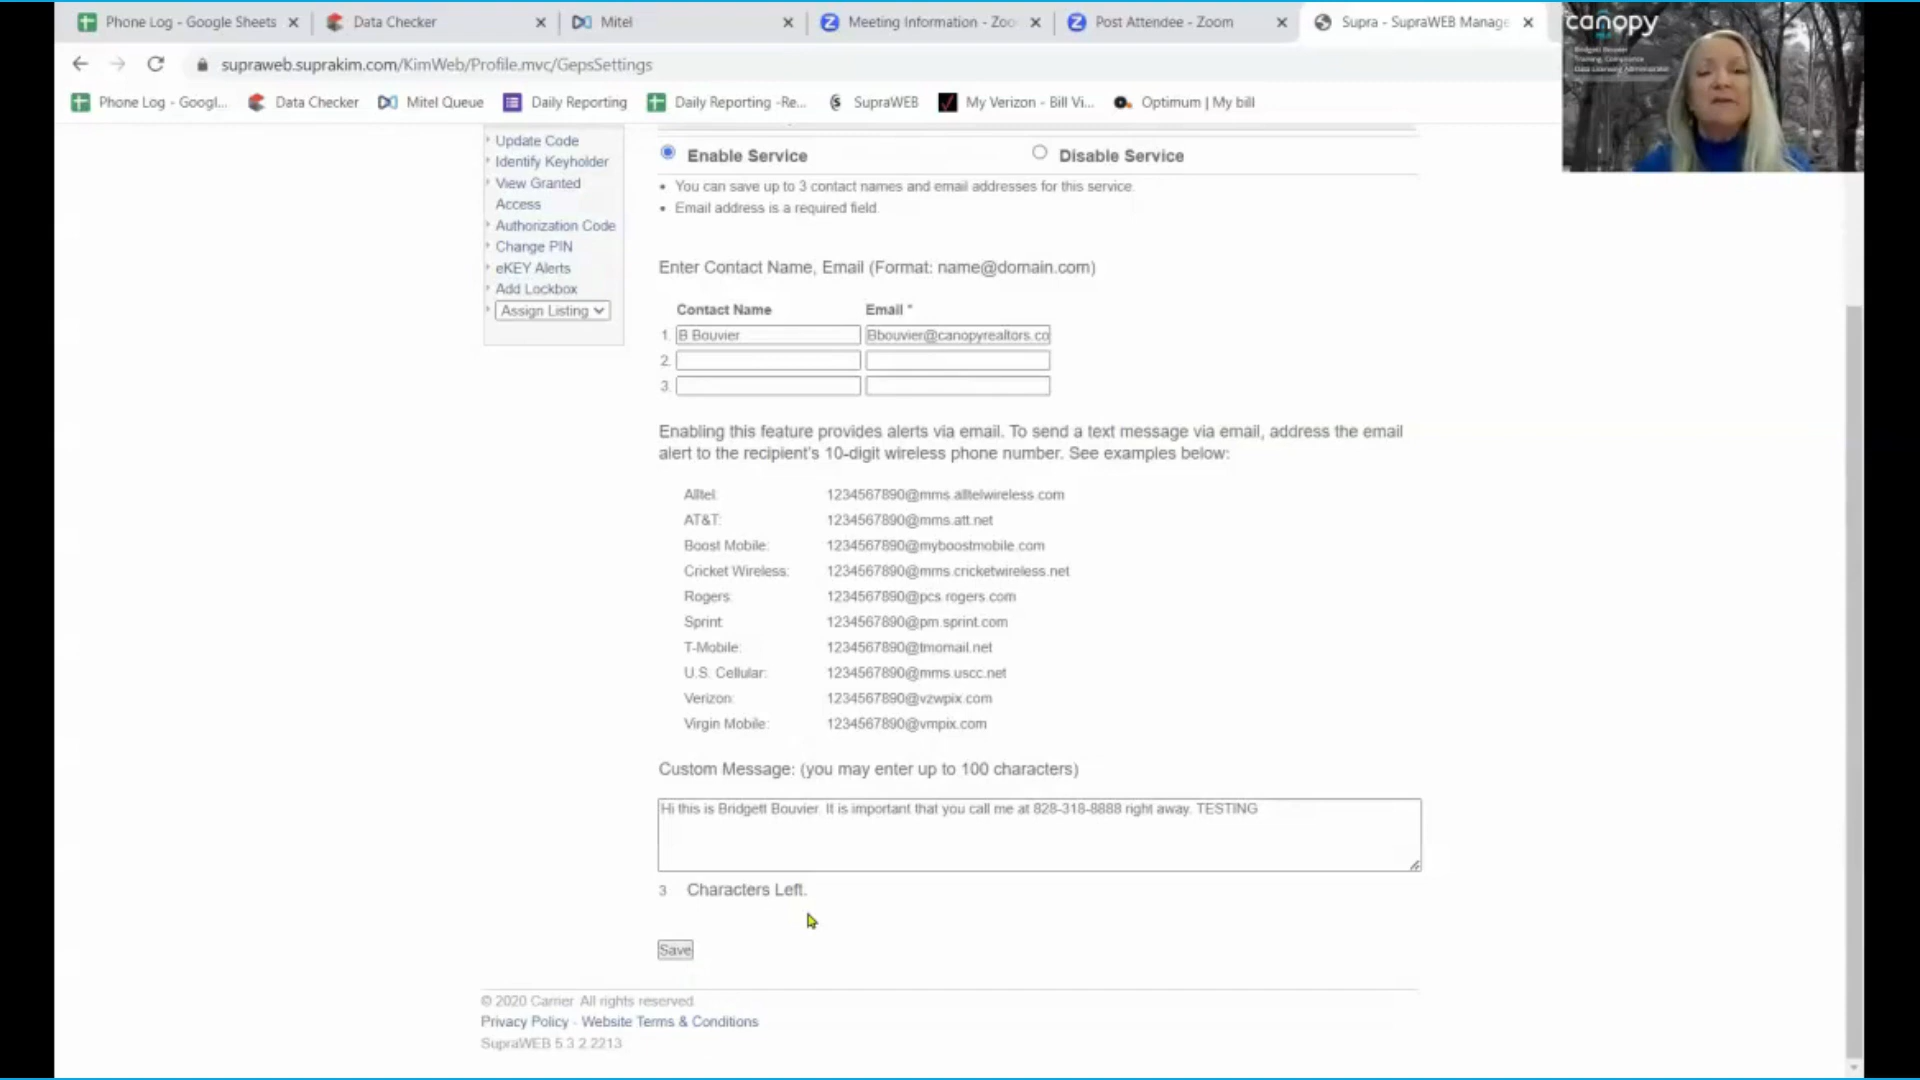 Phone Log - Google Sheets
Data Checker
Mitel
Meeting Information - Zoo
Post Attendee - Zoom
Supra - SupraWEB Manage
canopy
supraweb.suprakim.com/KimWeb/Profile.mvc/GepsSettings
Phone Log - Googl...
Data Checker
Mitel Queue
Daily Reporting
Daily Reporting -Re...
SupraWEB
My Verizon - Bill Vi...
Optimum | My bill
Update Code
Identify Keyholder
View Granted
Access
Authorization Code
Change PIN
eKEY Alerts
Add Lockbox
Assign Listing
Enable Service
Disable Service
• You can save up to 3 contact names and email addresses for this service.
• Email address is a required field.
Enter Contact Name, Email (Format: name@domain.com)
Contact Name Email *
1. B Bouvier Bbouvier@canopyrealtors.co
2.
3.
Enabling this feature provides alerts via email. To send a text message via email, address the email
alert to the recipient's 10-digit wireless phone number. See examples below:
Alltel: 1234567890@mms.alltelwireless.com
AT&T: 1234567890@mms.att.net
Boost Mobile: 1234567890@myboostmobile.com
Cricket Wireless: 1234567890@mms.cricketwireless.net
Rogers: 1234567890@pcs.rogers.com
Sprint: 1234567890@pm.sprint.com
T-Mobile: 1234567890@tmomail.net
U.S. Cellular: 1234567890@mms.uscc.net
Verizon: 1234567890@vzwpix.com
Virgin Mobile: 1234567890@vmpix.com
Custom Message: (you may enter up to 100 characters)
Hi this is Bridgett Bouvier. It is important that you call me at 828-318-8888 right away. TESTING
3 Characters Left.
Save
© 2020 Carrier. All rights reserved.
Privacy Policy - Website Terms & Conditions
SupraWEB 5.3.2.2213